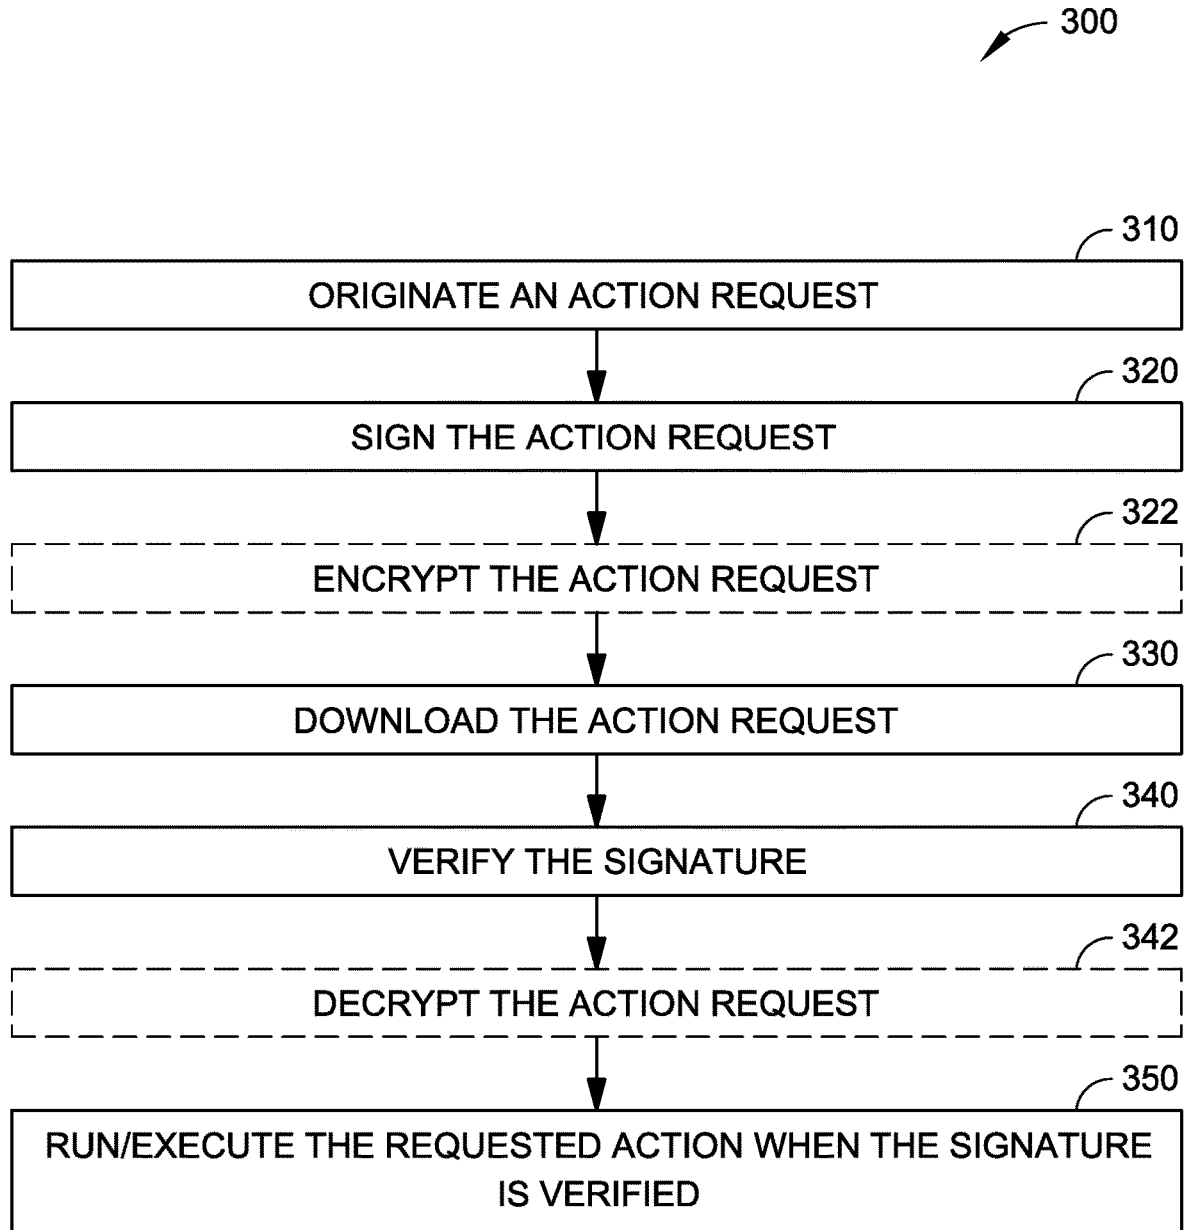 300
310
ORIGINATE AN ACTION REQUEST
320
SIGN THE ACTION REQUEST
322
ENCRYPT THE ACTION REQUEST
330
DOWNLOAD THE ACTION REQUEST
340
VERIFY THE SIGNATURE
342
DECRYPT THE ACTION REQUEST
350
RUN/EXECUTE THE REQUESTED ACTION WHEN THE SIGNATURE
IS VERIFIED